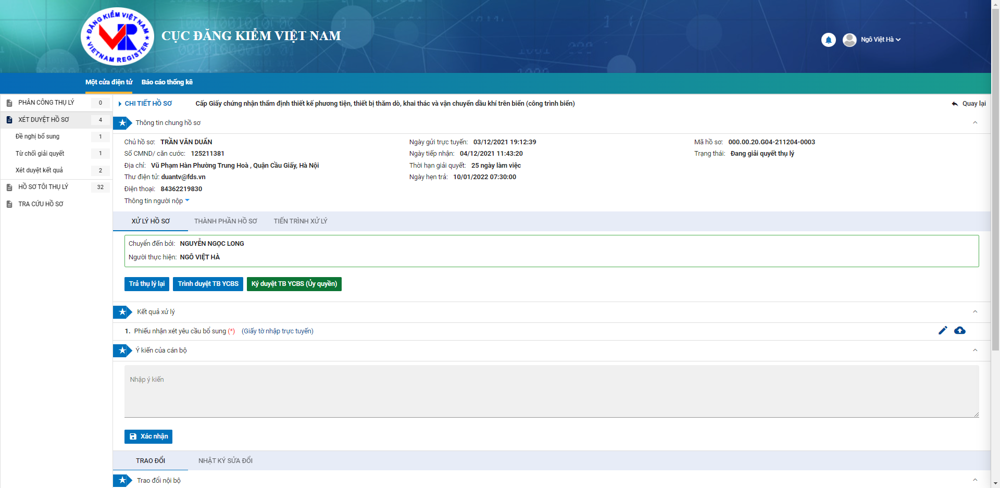 ĐĂNG KIỂM VIỆT NAM
VR
VIETNAM REGISTER
CỤC ĐĂNG KIỂM VIỆT NAM
Ngô Việt Hà
Một cửa điện tử
Báo cáo thống kê
PHÂN CÔNG THỤ LÝ 0
XÉT DUYỆT HỒ SƠ 4
Đề nghị bổ sung 1
Từ chối giải quyết 1
Xét duyệt kết quả 2
HỒ SƠ TÔI THỤ LÝ 32
TRA CỨU HỒ SƠ
CHI TIẾT HỒ SƠ
Cấp Giấy chứng nhận thẩm định thiết kế phương tiện, thiết bị thăm dò, khai thác và vận chuyển dầu khí trên biển (công trình biển)
Quay lại
Thông tin chung hồ sơ
Chủ hồ sơ: TRẦN VĂN DUẨN
Số CMND/ căn cước: 125211381
Địa chỉ: Vũ Phạm Hàn Phường Trung Hoà , Quận Cầu Giấy, Hà Nội
Thư điện tử: duantv@fds.vn
Điện thoại: 84362219830
Thông tin người nộp
Ngày gửi trực tuyến: 03/12/2021 19:12:39
Ngày tiếp nhận: 04/12/2021 11:43:20
Thời hạn giải quyết: 25 ngày làm việc
Ngày hẹn trả: 10/01/2022 07:30:00
Mã hồ sơ: 000.00.20.G04-211204-0003
Trạng thái: Đang giải quyết thụ lý
XỬ LÝ HỒ SƠ
THÀNH PHẦN HỒ SƠ
TIẾN TRÌNH XỬ LÝ
Chuyển đến bởi: NGUYỄN NGỌC LONG
Người thực hiện: NGÔ VIỆT HÀ
Trả thụ lý lại
Trình duyệt TB YCBS
Ký duyệt TB YCBS (Ủy quyền)
Kết quả xử lý
1. Phiếu nhận xét yêu cầu bổ sung (*) (Giấy tờ nhập trực tuyến)
Ý kiến của cán bộ
Nhập ý kiến
Xác nhận
TRAO ĐỔI
NHẬT KÝ SỬA ĐỔI
Trao đổi nội bộ